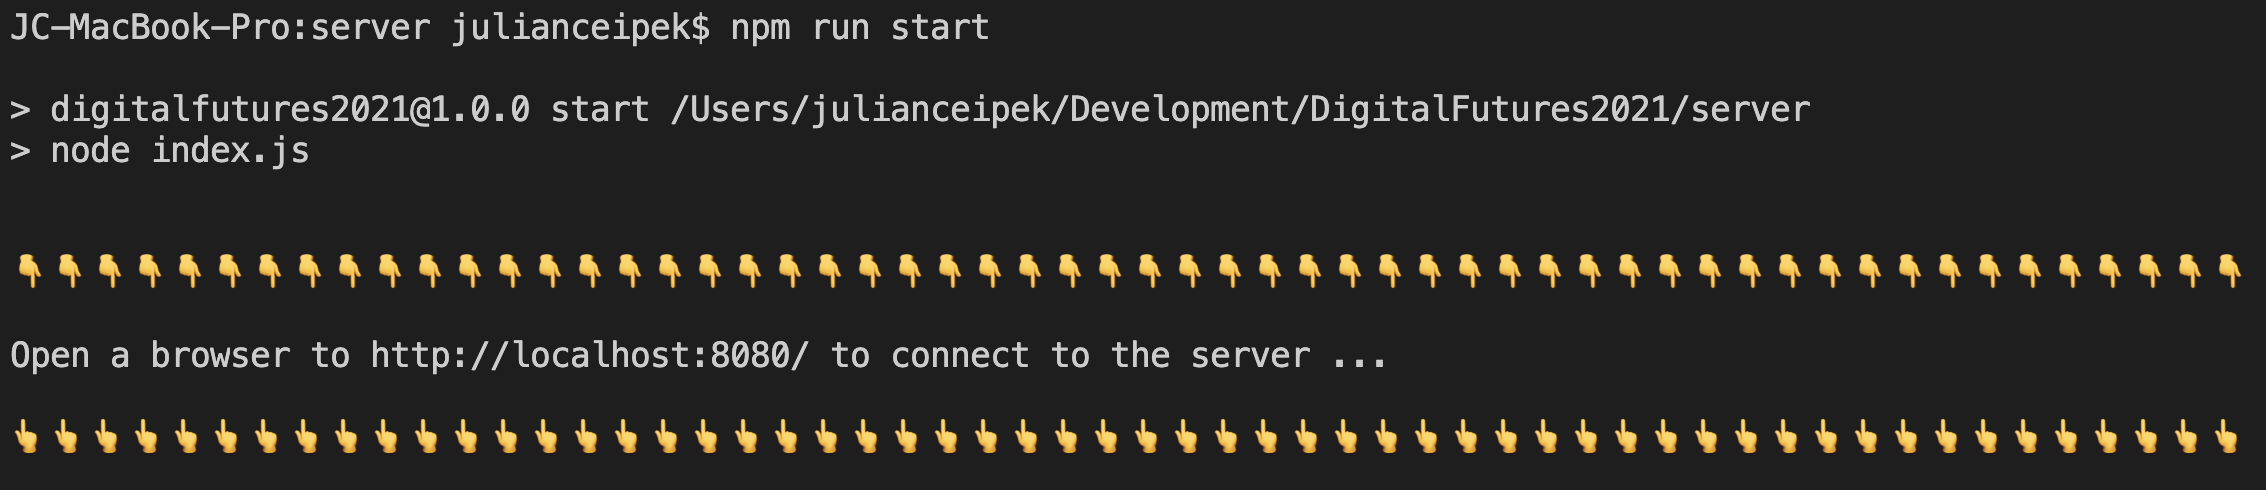 JC-MacBook-Pro:server julianceipek$ npm run start
> digitalfutures2021@1.0.0 start /Users/julianceipek/Development/DigitalFutures2021/server
> node index.js
👇👇👇👇👇👇👇👇👇👇👇👇👇👇👇👇👇👇👇👇👇👇👇👇👇👇👇👇👇👇👇👇👇👇👇👇👇👇👇👇👇👇👇👇👇👇👇👇👇👇👇👇👇👇👇👇
Open a browser to http://localhost:8080/ to connect to the server ...
👆👆👆👆👆👆👆👆👆👆👆👆👆👆👆👆👆👆👆👆👆👆👆👆👆👆👆👆👆👆👆👆👆👆👆👆👆👆👆👆👆👆👆👆👆👆👆👆👆👆👆👆👆👆👆👆